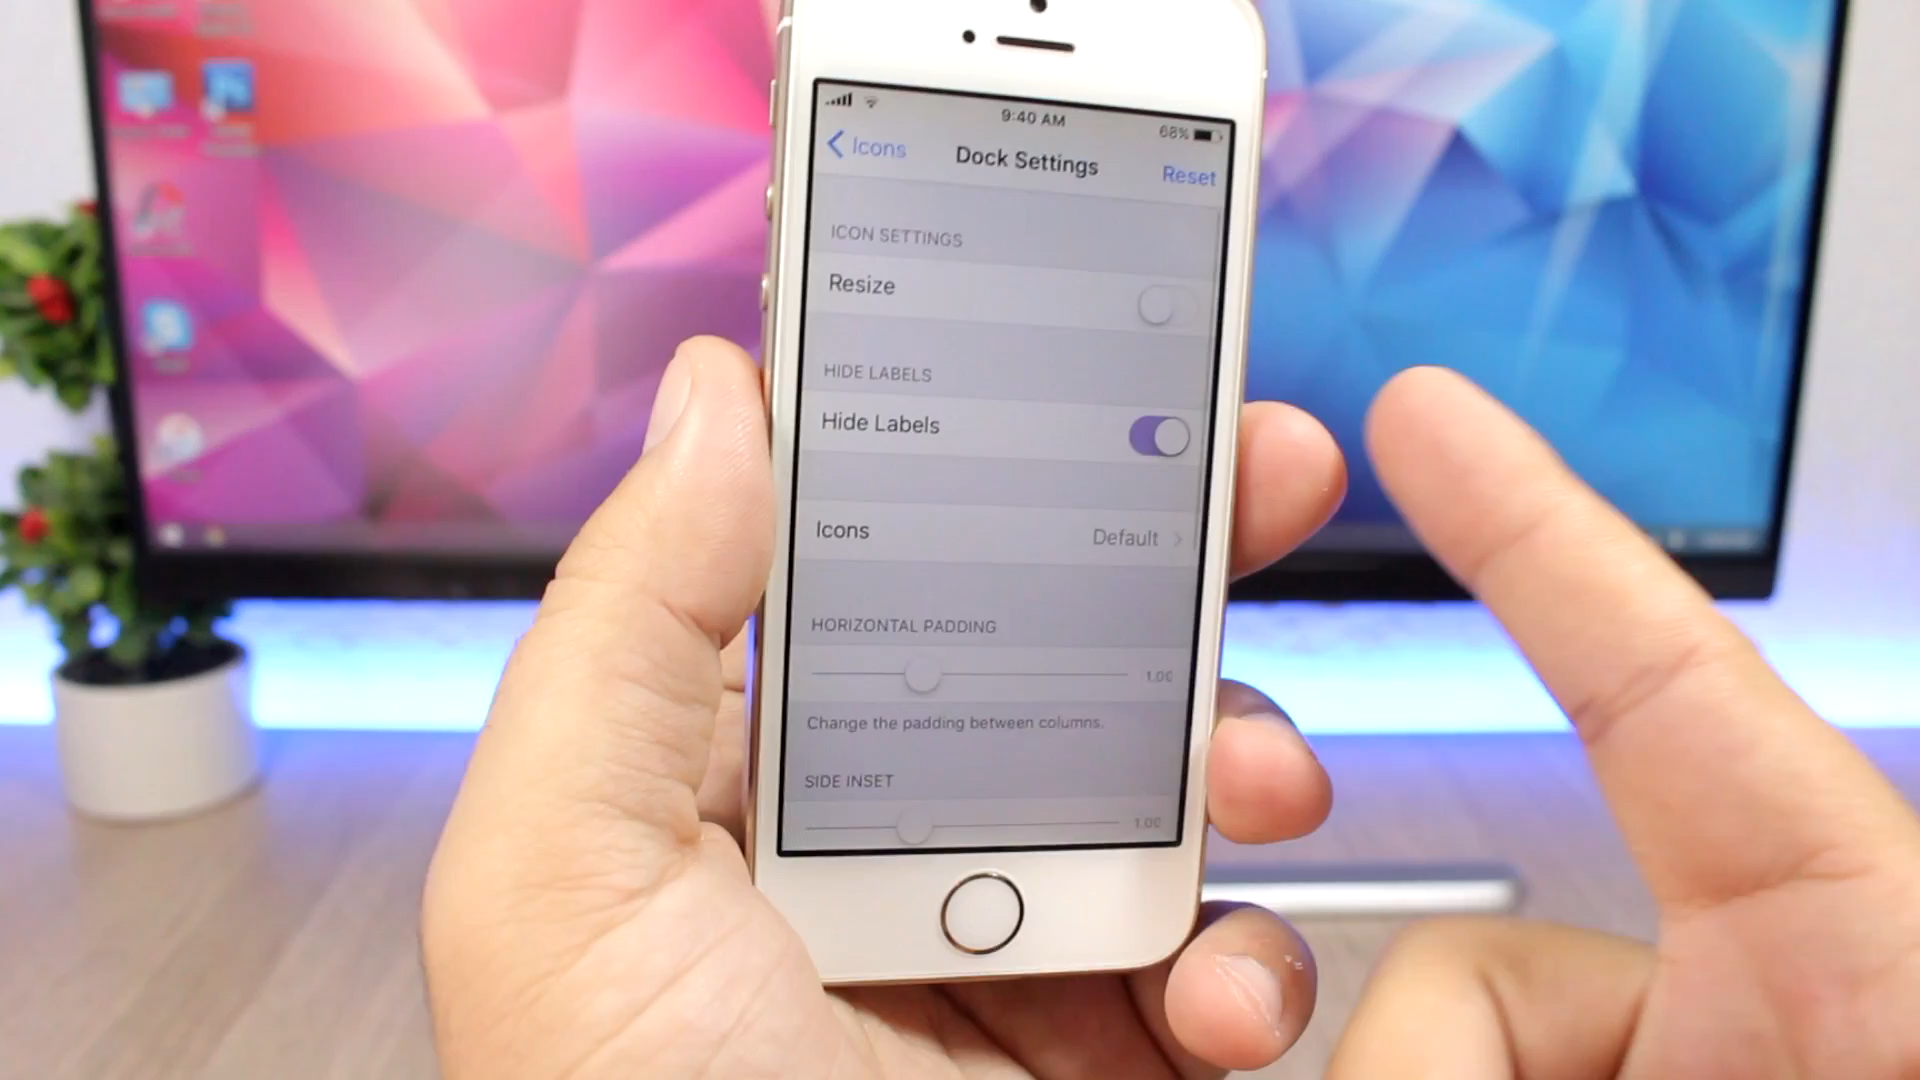 9:40 AM
68%
Icons
Dock Settings
Reset
ICON SETTINGS
Resize
HIDE LABELS
Hide Labels
Icons
Default
HORIZONTAL PADDING
1.00
Change the padding between columns.
SIDE INSET
1.00